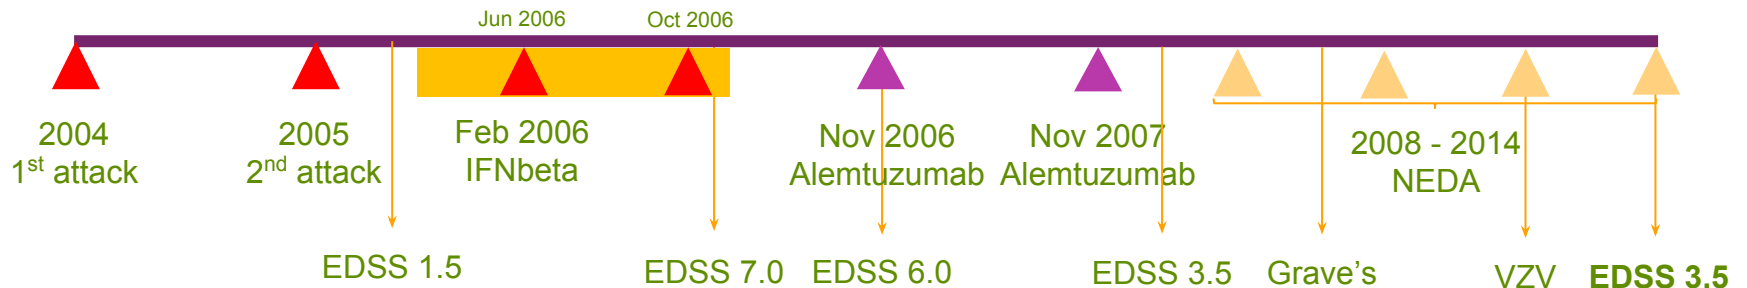 Jun 2006
Oct 2006
2004
1st attack
2005
2nd attack
Feb 2006
IFNbeta
Nov 2006
Alemtuzumab
Nov 2007
Alemtuzumab
2008 - 2014
NEDA
EDSS 1.5
EDSS 7.0
EDSS 6.0
EDSS 3.5
Grave’s
VZV
EDSS 3.5